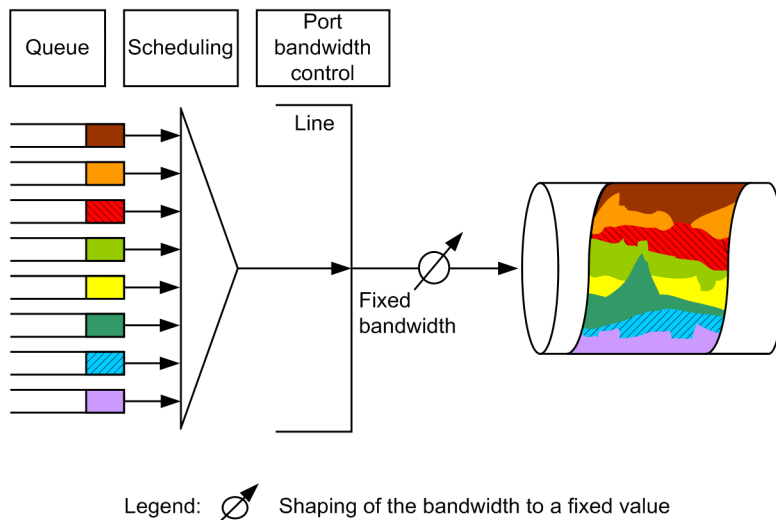 Queue
Scheduling
Port
bandwidth
control
Line
Fixed
bandwidth
Legend:
Shaping of the bandwidth to a fixed value